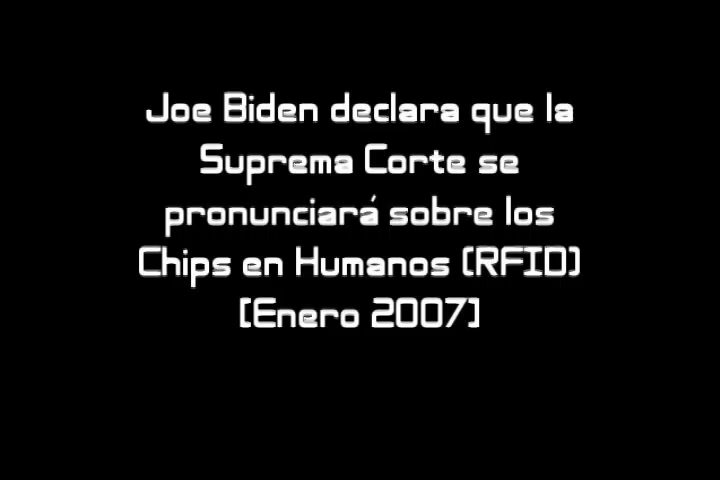 Joe Biden declara que la
Suprema Corte se
pronunciará sobre los
Chips en Humanos (RFID)
[Enero 2007]